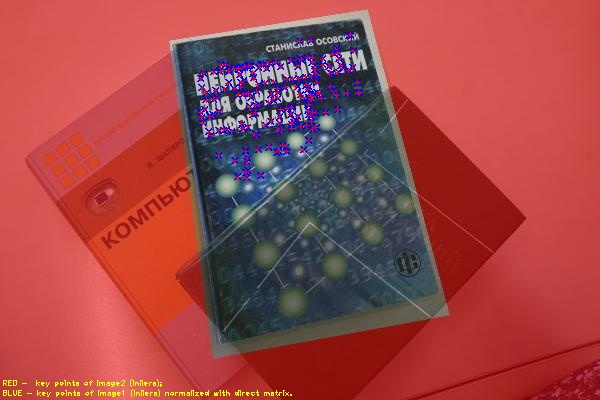 СТАНИСЛАВ ОСОВСКИЙ
НЕЙРОННЫЕ СЕТИ
ДЛЯ ОБРАБОТКИ
ИНФОРМАЦИИ
Л. ШАПИРО
КОМПЬЮТ
RED - key points of image2 (inliers);
BLUE - key points of image1 (inliers) normalized with direct matrix.